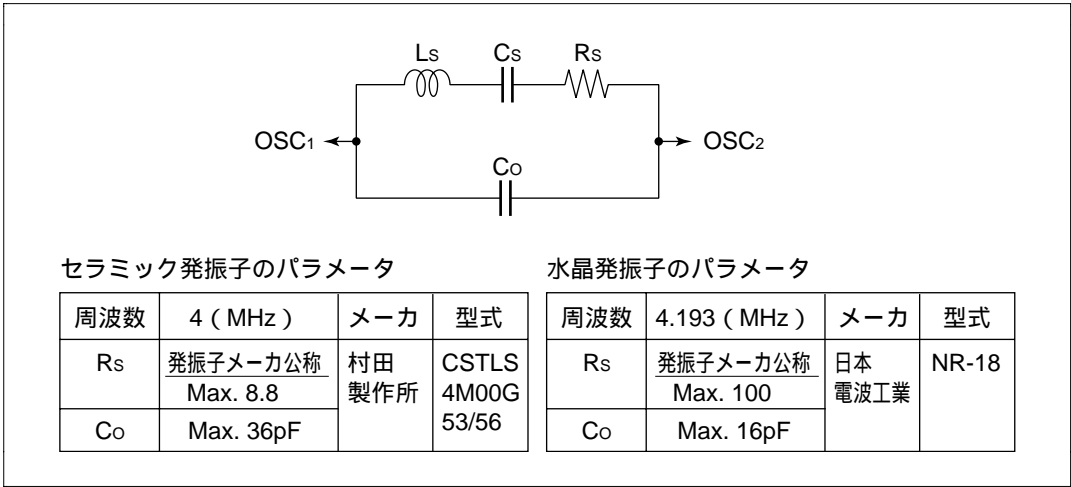 LS CS RS
OSC1 OSC2
CO
セラミック発振子のパラメータ
周波数 4（MHz） メーカ 型式
RS 発振子メーカ公称 村田 CSTLS
Max. 8.8 製作所 4M00G
CO Max. 36pF 53/56
水晶発振子のパラメータ
周波数 4.193（MHz） メーカ 型式
RS 発振子メーカ公称 日本 NR-18
Max. 100 電波工業
CO Max. 16pF